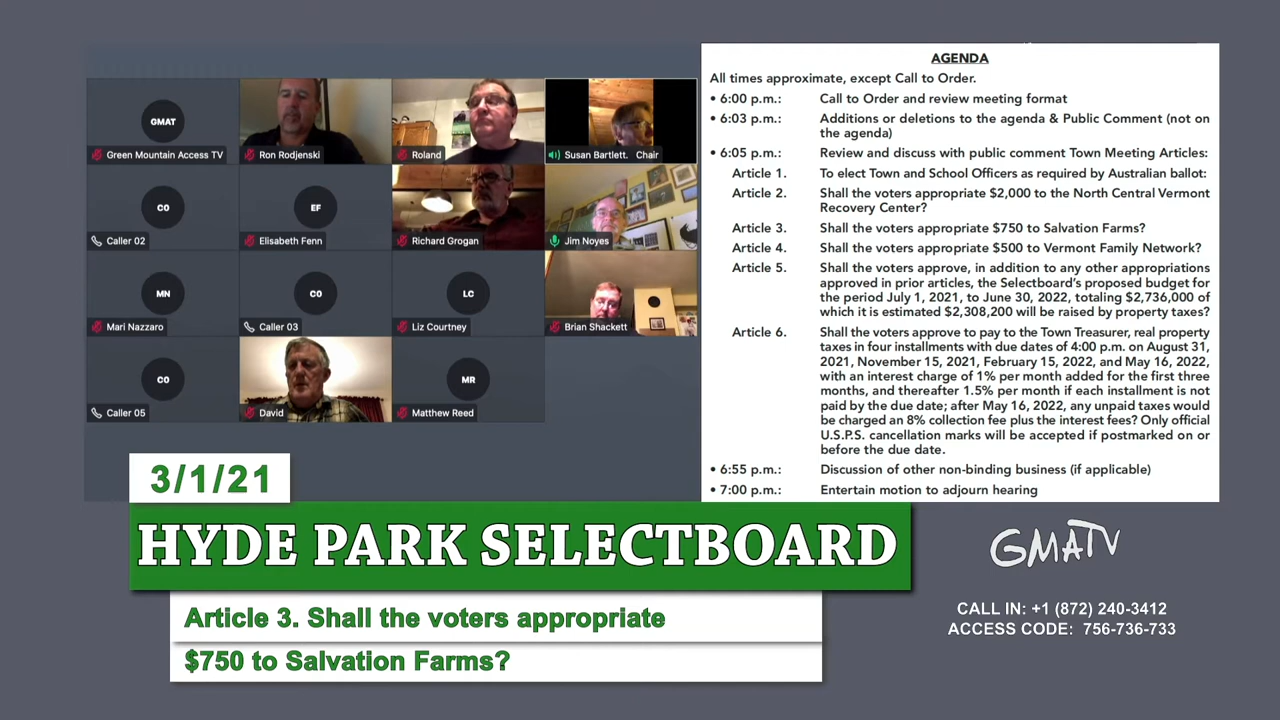 GMAT
Green Mountain Access TV
Ron Rodjenski
Roland
Susan Bartlett. Chair
CO
Caller 02
EF
Elisabeth Fenn
Richard Grogan
Jim Noyes
MN
Mari Nazzaro
CO
Caller 03
LC
Liz Courtney
Brian Shackett
CO
Caller 05
David
MR
Matthew Reed
AGENDA
All times approximate, except Call to Order.
• 6:00 p.m.: Call to Order and review meeting format
• 6:03 p.m.: Additions or deletions to the agenda & Public Comment (not on
the agenda)
• 6:05 p.m.: Review and discuss with public comment Town Meeting Articles:
Article 1. To elect Town and School Officers as required by Australian ballot:
Article 2. Shall the voters appropriate $2,000 to the North Central Vermont
Recovery Center?
Article 3. Shall the voters appropriate $750 to Salvation Farms?
Article 4. Shall the voters appropriate $500 to Vermont Family Network?
Article 5. Shall the voters approve, in addition to any other appropriations
approved in prior articles, the Selectboard's proposed budget for
the period July 1, 2021, to June 30, 2022, totaling $2,736,000 of
which it is estimated $2,308,200 will be raised by property taxes?
Article 6. Shall the voters approve to pay to the Town Treasurer, real property
taxes in four installments with due dates of 4:00 p.m. on August 31,
2021, November 15, 2021, February 15, 2022, and May 16, 2022,
with an interest charge of 1% per month added for the first three
months, and thereafter 1.5% per month if each installment is not
paid by the due date; after May 16, 2022, any unpaid taxes would
be charged an 8% collection fee plus the interest fees? Only official
U.S.P.S. cancellation marks will be accepted if postmarked on or
before the due date.
• 6:55 p.m.: Discussion of other non-binding business (if applicable)
• 7:00 p.m.: Entertain motion to adjourn hearing
3/1/21
HYDE PARK SELECTBOARD
Article 3. Shall the voters appropriate
$750 to Salvation Farms?
GMATV
CALL IN: +1 (872) 240-3412
ACCESS CODE: 756-736-733